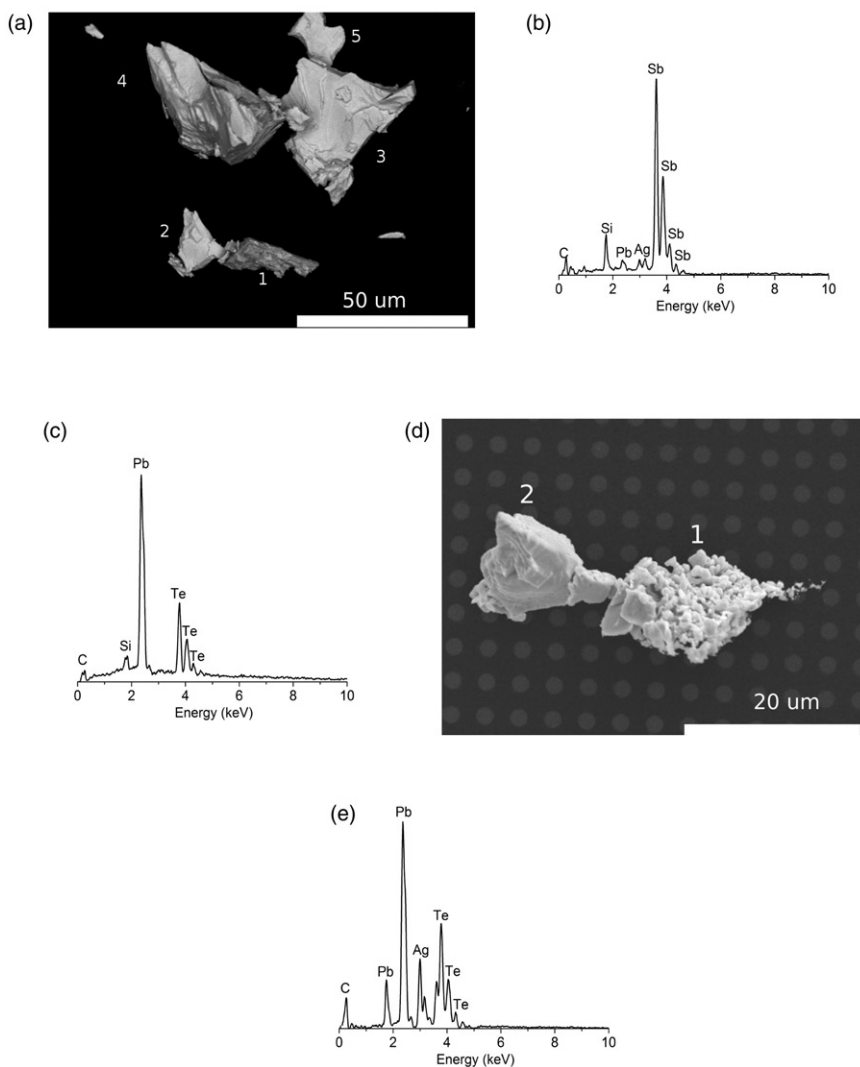 (a)
5
4
3
2
1
50 um
(b)
Sb
Sb
Si
Sb
C
Pb
Ag
Sb
0 2 4 6 8 10
Energy (keV)
(c)
Pb
Te
Te
Si
Te
C
0 2 4 6 8 10
Energy (keV)
(d)
2
1
20 um
(e)
Pb
Te
Ag
Pb
Te
C
Te
0 2 4 6 8 10
Energy (keV)